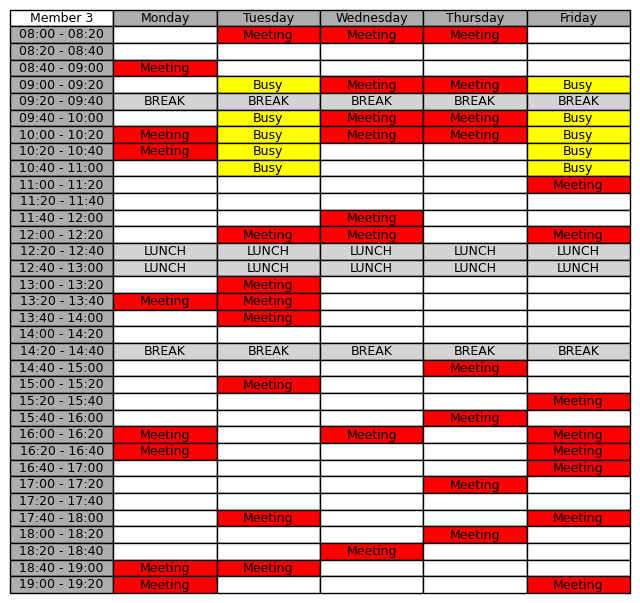 Member 3 Monday Tuesday Wednesday Thursday Friday
08:00 - 08:20 Meeting Meeting Meeting
08:20 - 08:40
08:40 - 09:00 Meeting
09:00 - 09:20 Busy Meeting Meeting Busy
09:20 - 09:40 BREAK BREAK BREAK BREAK BREAK
09:40 - 10:00 Busy Meeting Meeting Busy
10:00 - 10:20 Meeting Busy Meeting Meeting Busy
10:20 - 10:40 Meeting Busy Busy
10:40 - 11:00 Busy Busy
11:00 - 11:20 Meeting
11:20 - 11:40
11:40 - 12:00 Meeting
12:00 - 12:20 Meeting Meeting Meeting
12:20 - 12:40 LUNCH LUNCH LUNCH LUNCH LUNCH
12:40 - 13:00 LUNCH LUNCH LUNCH LUNCH LUNCH
13:00 - 13:20 Meeting
13:20 - 13:40 Meeting Meeting
13:40 - 14:00 Meeting
14:00 - 14:20
14:20 - 14:40 BREAK BREAK BREAK BREAK BREAK
14:40 - 15:00 Meeting
15:00 - 15:20 Meeting
15:20 - 15:40 Meeting
15:40 - 16:00 Meeting
16:00 - 16:20 Meeting Meeting Meeting
16:20 - 16:40 Meeting Meeting
16:40 - 17:00 Meeting
17:00 - 17:20 Meeting
17:20 - 17:40
17:40 - 18:00 Meeting Meeting
18:00 - 18:20 Meeting
18:20 - 18:40 Meeting
18:40 - 19:00 Meeting Meeting
19:00 - 19:20 Meeting Meeting